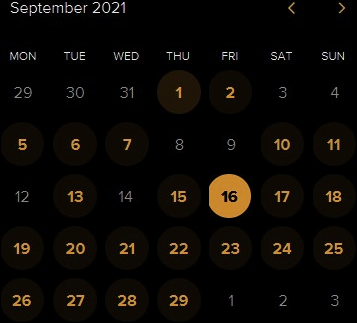 September 2021
MON TUE WED THU FRI SAT SUN
29 30 31 1 2 3 4
5 6 7 8 9 10 11
12 13 14 15 16 17 18
19 20 21 22 23 24 25
26 27 28 29 1 2 3